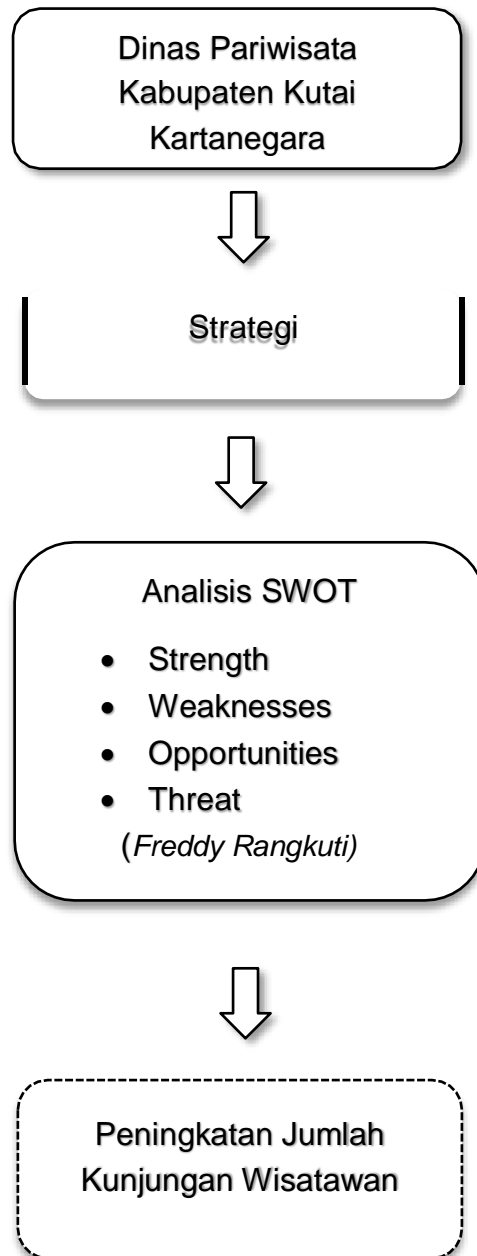 Dinas Pariwisata
Kabupaten Kutai
Kartanegara
Strategi
Analisis SWOT
• Strength
• Weaknesses
• Opportunities
• Threat
(Freddy Rangkuti)
Peningkatan Jumlah
Kunjungan Wisatawan